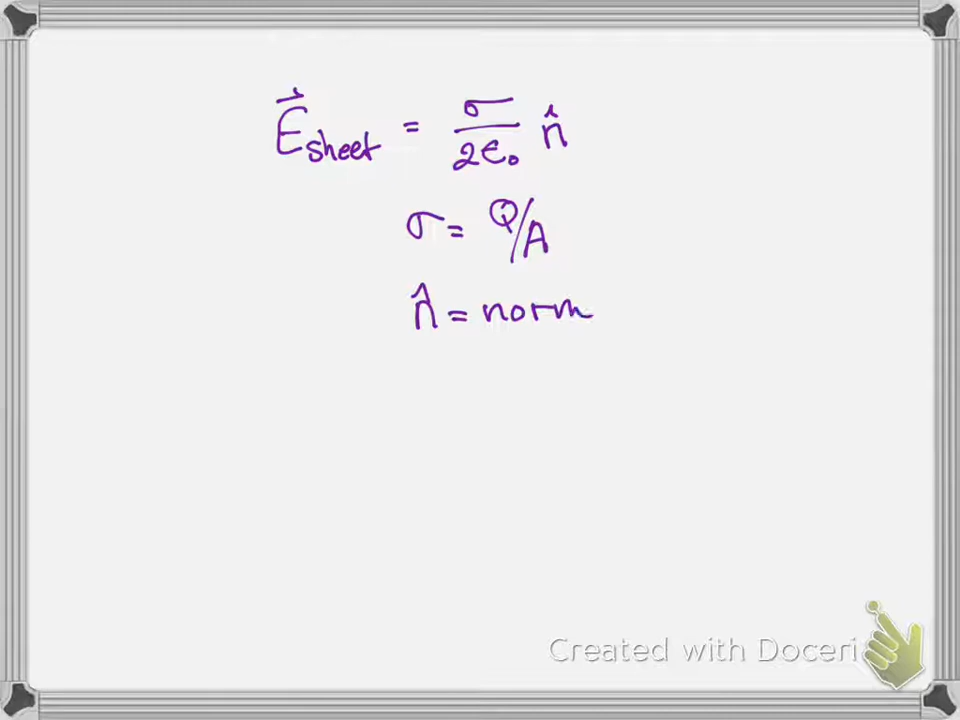 E⃗sheet = σ/2ϵ₀ n̂
σ = Q/A
n̂ = norm
Created with Doceri